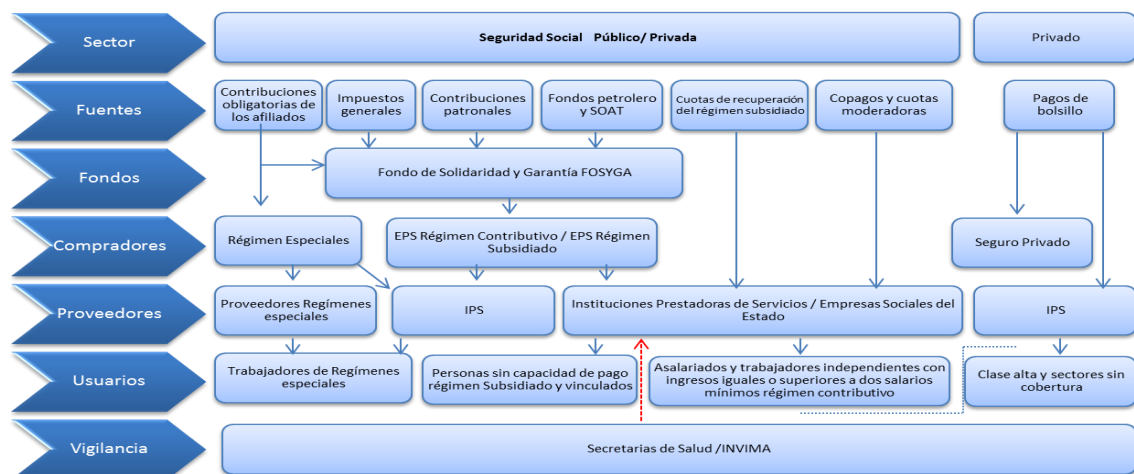 Sector
Seguridad Social Público/ Privada
Privado
Fuentes
Contribuciones
obligatorias de
los afiliados
Impuestos
generales
Contribuciones
patronales
Fondos petrolero
y SOAT
Cuotas de recuperación
del régimen subsidiado
Copagos y cuotas
moderadoras
Pagos de
bolsillo
Fondos
Fondo de Solidaridad y Garantía FOSYGA
Compradores
Régimen Especiales
EPS Régimen Contributivo / EPS Régimen
Subsidiado
Seguro Privado
Proveedores
Proveedores Regímenes
especiales
IPS
Instituciones Prestadoras de Servicios / Empresas Sociales del
Estado
IPS
Usuarios
Trabajadores de Regímenes
especiales
Personas sin capacidad de pago
régimen Subsidiado y vinculados
Asalariados y trabajadores independientes con
ingresos iguales o superiores a dos salarios
mínimos régimen contributivo
Clase alta y sectores sin
cobertura
Vigilancia
Secretarias de Salud /INVIMA